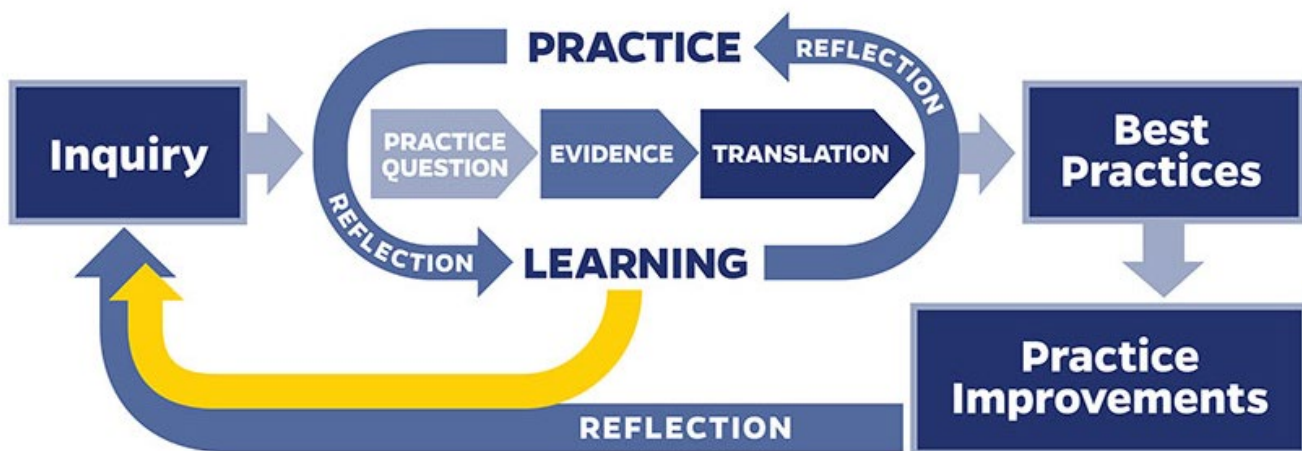 PRACTICE
REFLECTION
Inquiry
PRACTICE
QUESTION
EVIDENCE
TRANSLATION
Best
Practices
REFLECTION
LEARNING
Practice
Improvements
REFLECTION